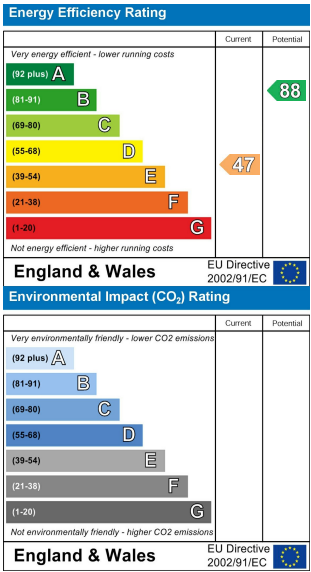 Energy Efficiency Rating
Current Potential
Very energy efficient - lower running costs
(92 plus) A
(81-91) B
88
(69-80) C
(55-68) D
(39-54) E
47
(21-38) F
(1-20) G
Not energy efficient - higher running costs
England & Wales
EU Directive
2002/91/EC
Environmental Impact (CO₂) Rating
Current Potential
Very environmentally friendly - lower CO2 emissions
(92 plus) A
(81-91) B
(69-80) C
(55-68) D
(39-54) E
(21-38) F
(1-20) G
Not environmentally friendly - higher CO2 emissions
England & Wales
EU Directive
2002/91/EC